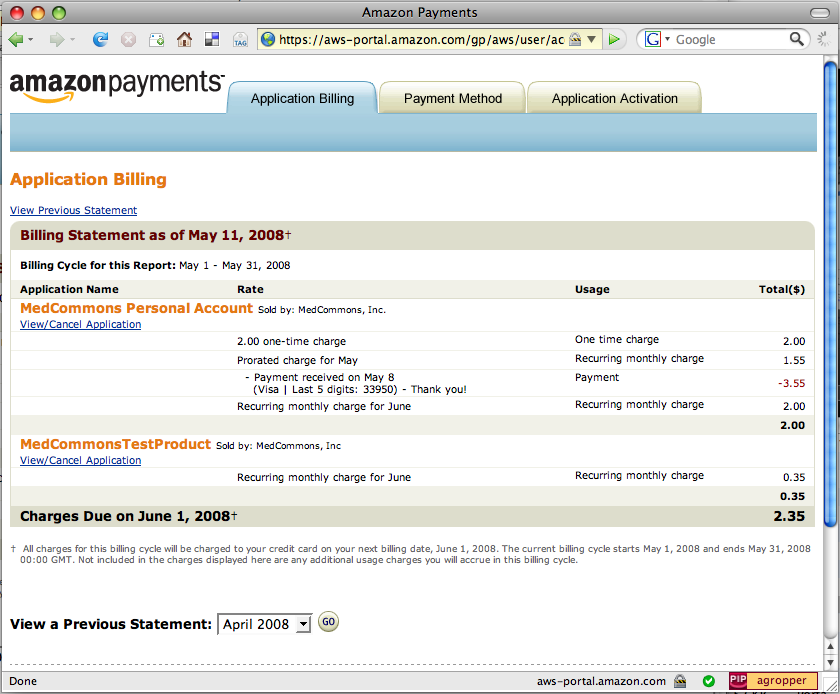 Amazon Payments
TAG https://aws-portal.amazon.com/gp/aws/user/ac G Google
amazonpayments™ Application Billing Payment Method Application Activation
Application Billing
View Previous Statement
Billing Statement as of May 11, 2008†
Billing Cycle for this Report: May 1 - May 31, 2008
Application Name Rate Usage Total($)
MedCommons Personal Account Sold by: MedCommons, Inc.
View/Cancel Application
2.00 one-time charge One time charge 2.00
Prorated charge for May Recurring monthly charge 1.55
- Payment received on May 8 Payment -3.55
(Visa | Last 5 digits: 33950) - Thank you!
Recurring monthly charge for June Recurring monthly charge 2.00
2.00
MedCommonsTestProduct Sold by: MedCommons, Inc
View/Cancel Application
Recurring monthly charge for June Recurring monthly charge 0.35
0.35
Charges Due on June 1, 2008† 2.35
† All charges for this billing cycle will be charged to your credit card on your next billing date, June 1, 2008. The current billing cycle starts May 1, 2008 and ends May 31, 2008
00:00 GMT. Not included in the charges displayed here are any additional usage charges you will accrue in this billing cycle.
View a Previous Statement: April 2008 GO
Done aws-portal.amazon.com PIP agropper